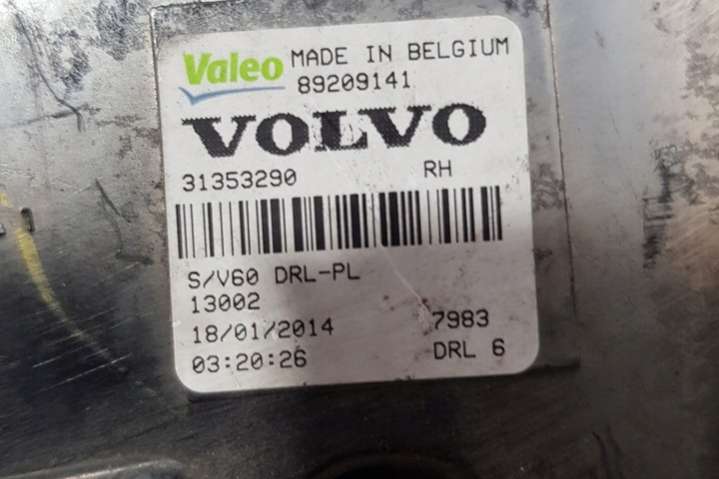 Valeo MADE IN BELGIUM
89209141
VOLVO
31353290 RH
S/V60 DRL-PL
13002
18/01/2014 7983
03:20:26 DRL 6